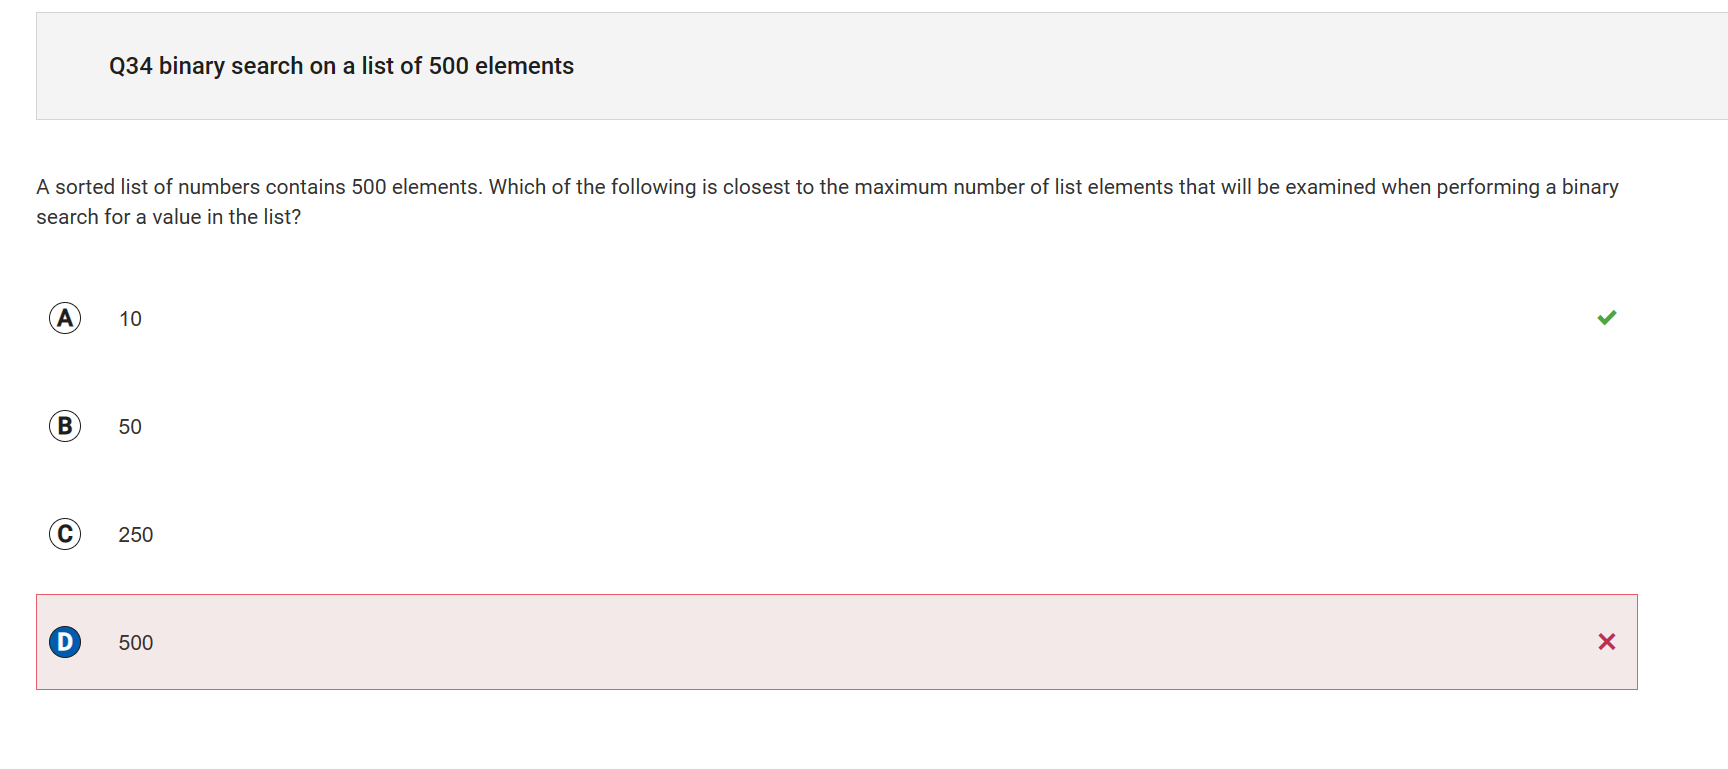 Q34 binary search on a list of 500 elements
A sorted list of numbers contains 500 elements. Which of the following is closest to the maximum number of list elements that will be examined when performing a binary
search for a value in the list?
A 10
B 50
C 250
D 500